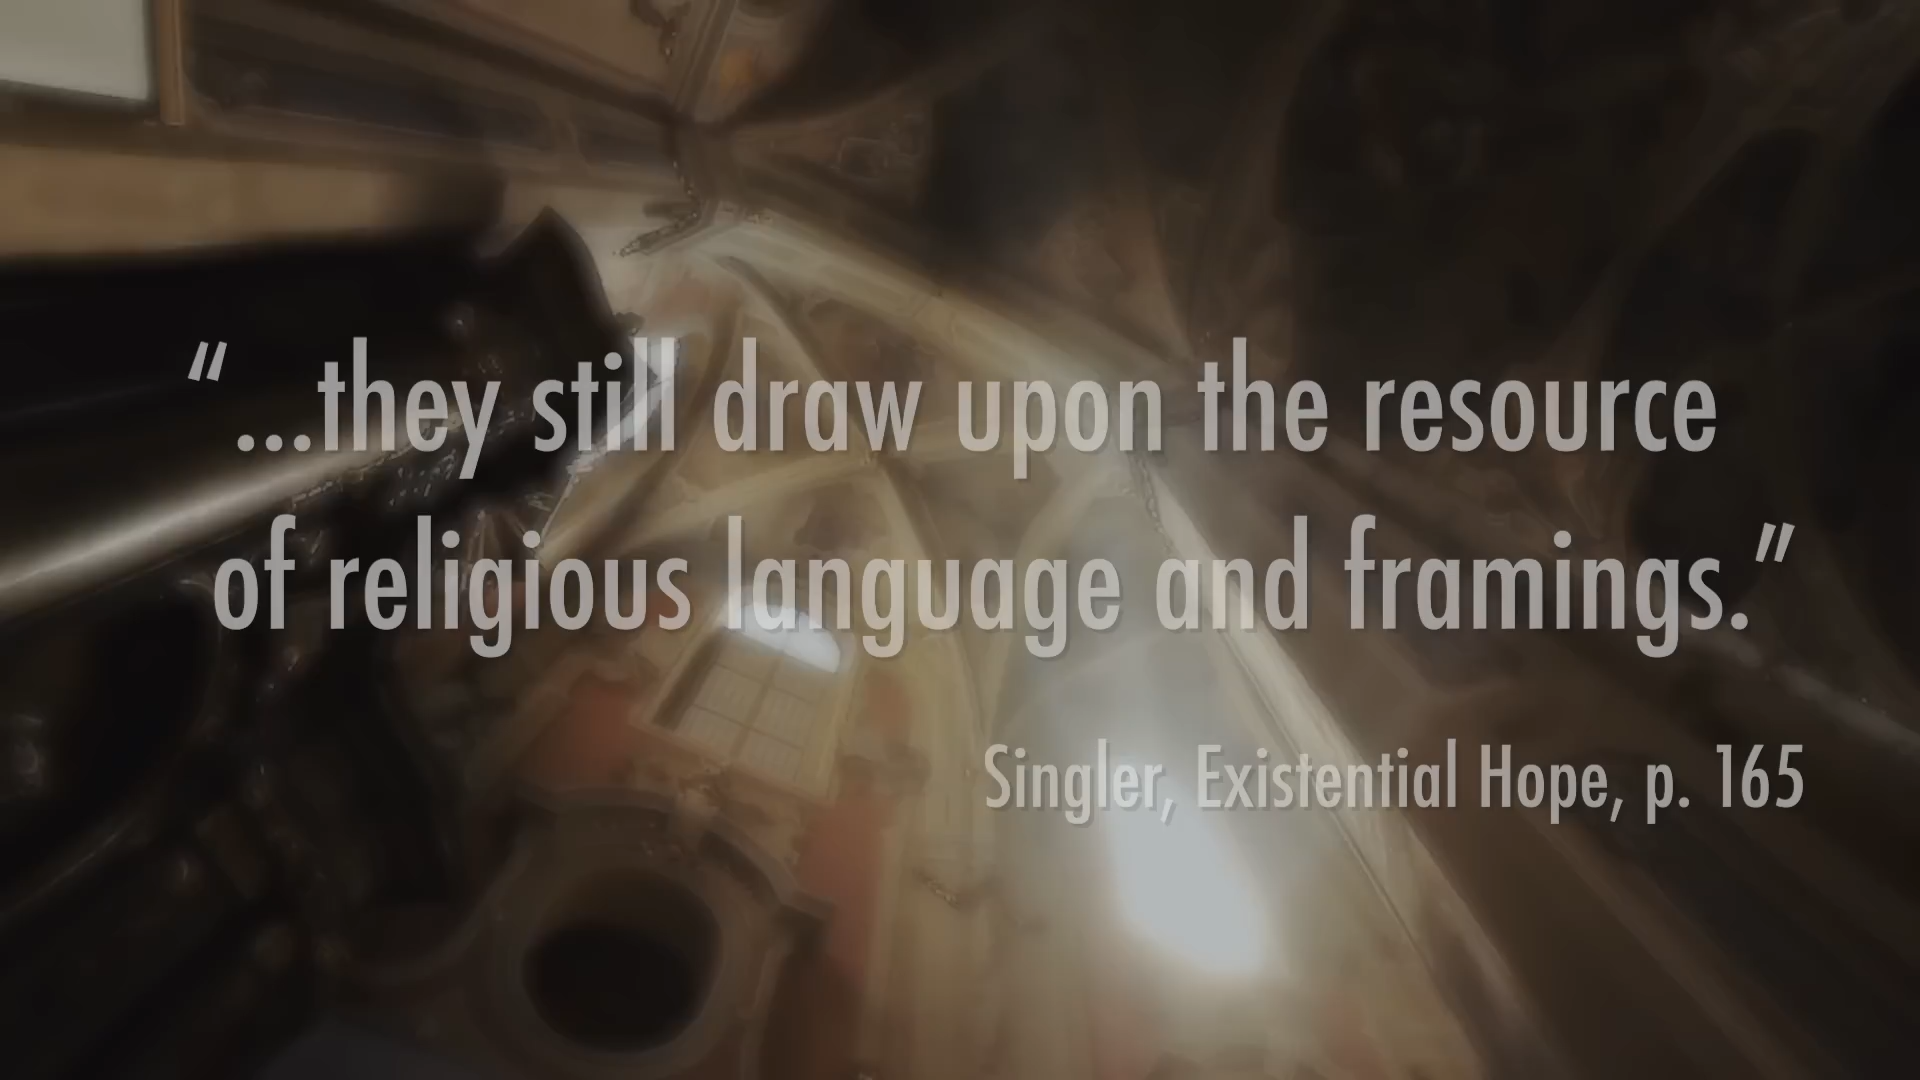 “...they still draw upon the resource
of religious language and framings.”
Singler, Existential Hope, p. 165